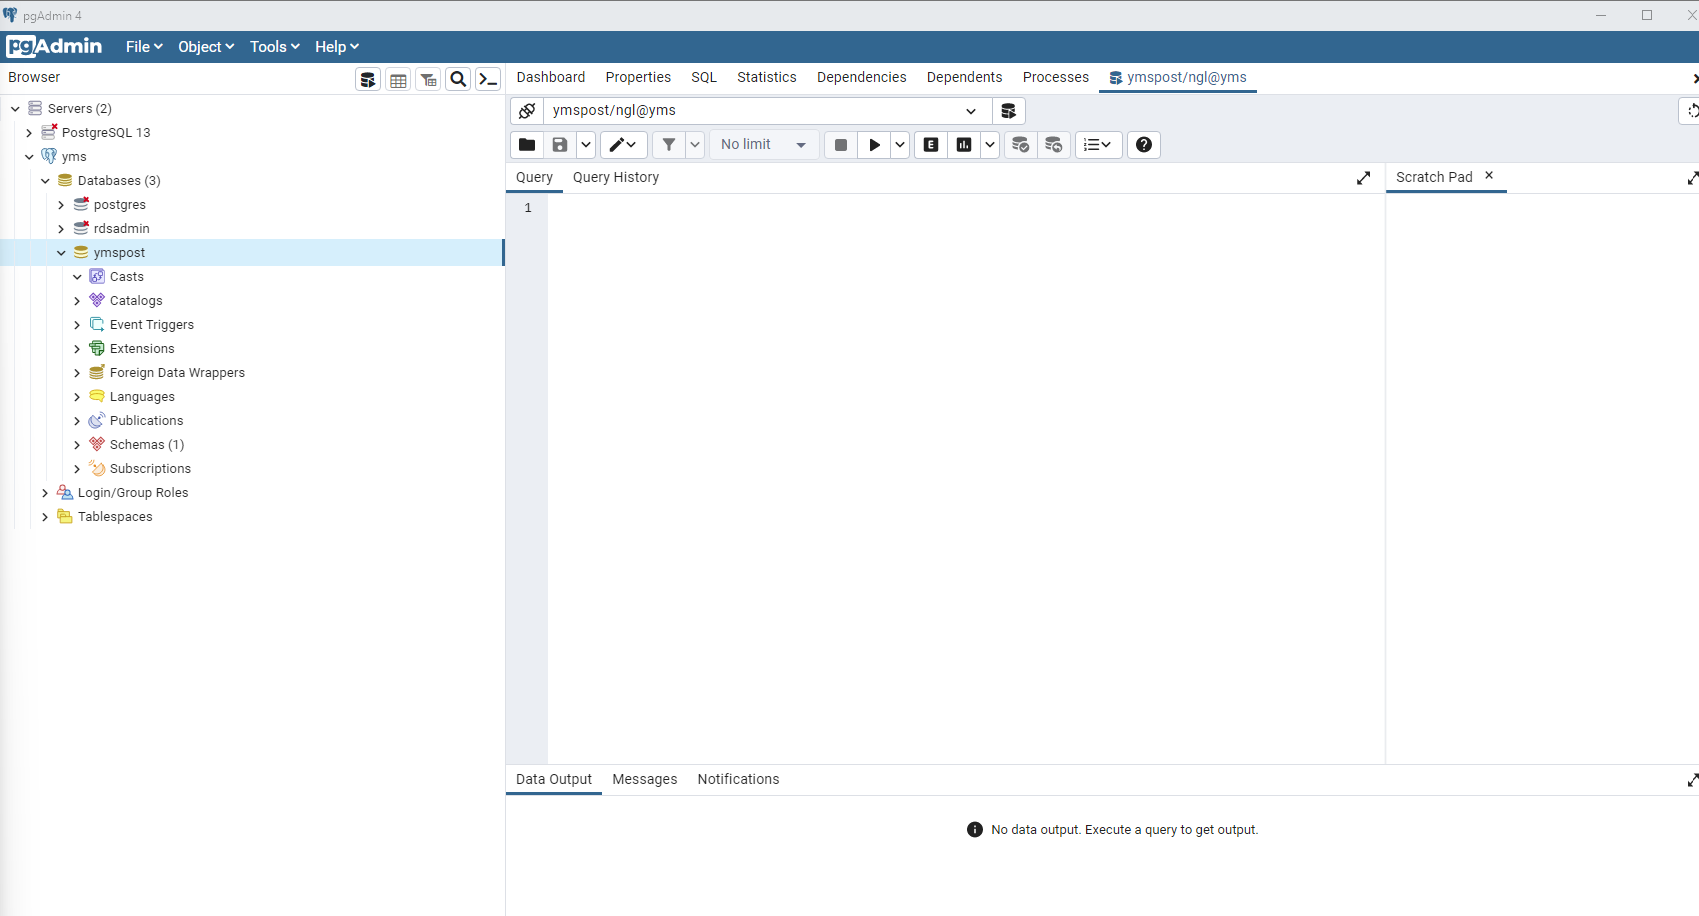 pgAdmin 4
pgAdmin File Object Tools Help
Browser
Dashboard Properties SQL Statistics Dependencies Dependents Processes ymspost/ngl@yms
Servers (2)
PostgreSQL 13
yms
Databases (3)
postgres
rdsadmin
ymspost
Casts
Catalogs
Event Triggers
Extensions
Foreign Data Wrappers
Languages
Publications
Schemas (1)
Subscriptions
Login/Group Roles
Tablespaces
ymspost/ngl@yms
No limit E
Query Query History
Scratch Pad
1
Data Output Messages Notifications
No data output. Execute a query to get output.